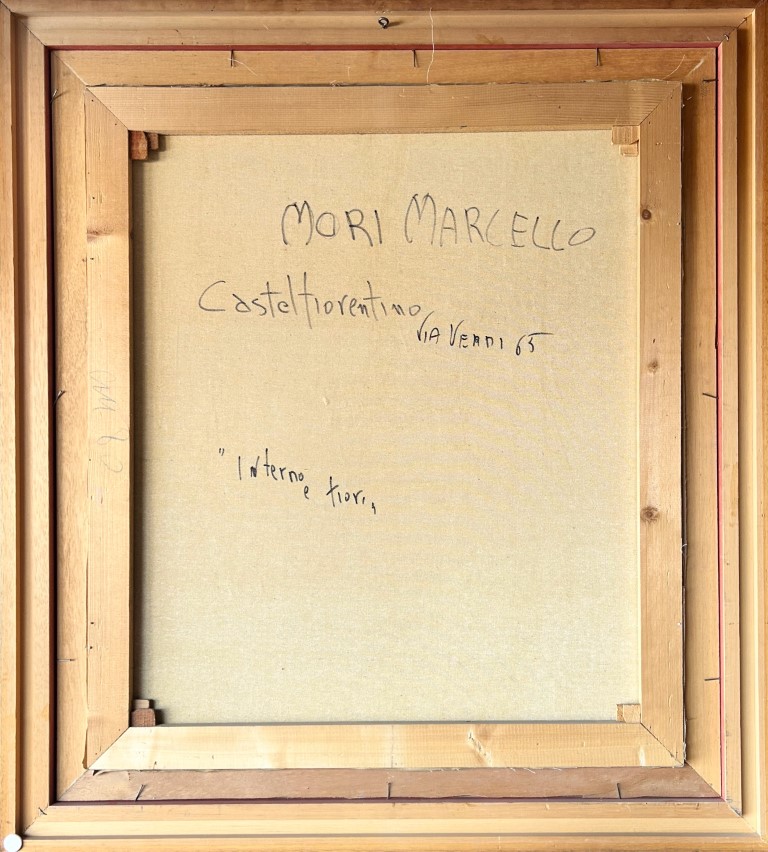 MORI MARCELLO
Castelfiorentino
VIA VERDI 65
"Interno
e fiori"